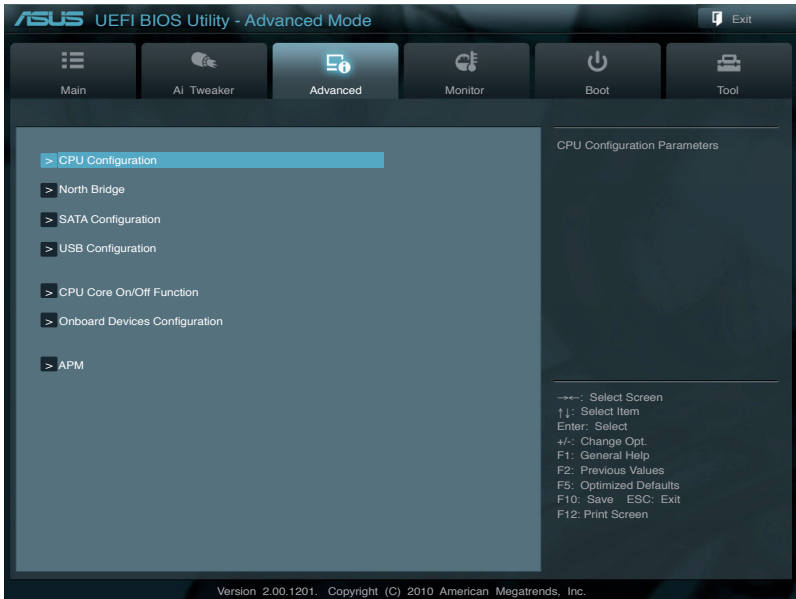 ASUS UEFI BIOS Utility - Advanced Mode
Exit
Main
Ai Tweaker
Advanced
Monitor
Boot
Tool
> CPU Configuration
> North Bridge
> SATA Configuration
> USB Configuration
> CPU Core On/Off Function
> Onboard Devices Configuration
> APM
CPU Configuration Parameters
→←: Select Screen
↑↓: Select Item
Enter: Select
+/-: Change Opt.
F1: General Help
F2: Previous Values
F5: Optimized Defaults
F10: Save ESC: Exit
F12: Print Screen
Version 2.00.1201. Copyright (C) 2010 American Megatrends, Inc.